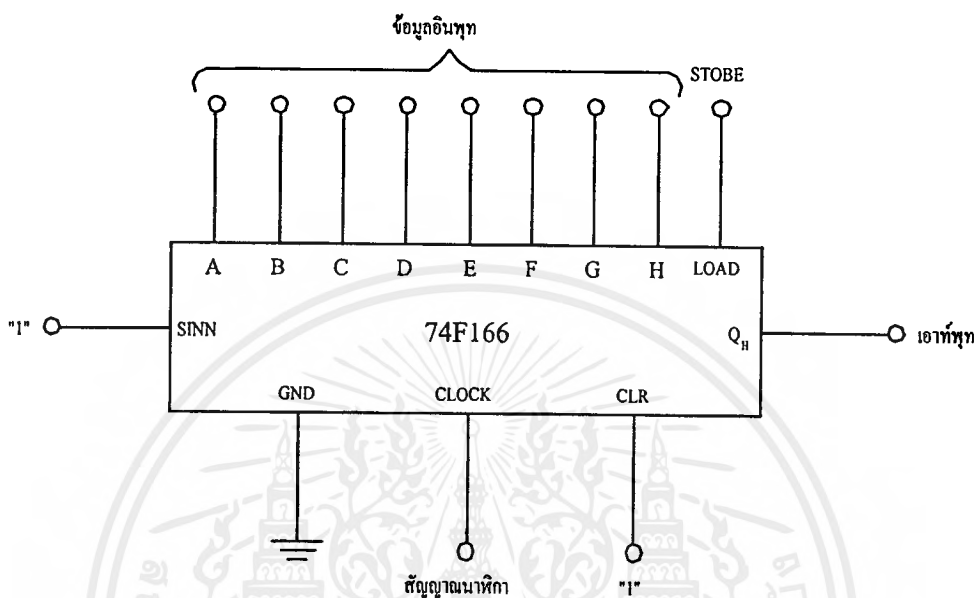 ข้อมูลอินพุท
STOBE
A B C D E F G H LOAD
"1" SINN 74F166 Q_H เอาท์พุท
GND CLOCK CLR
สัญญาณนาฬิกา "1"